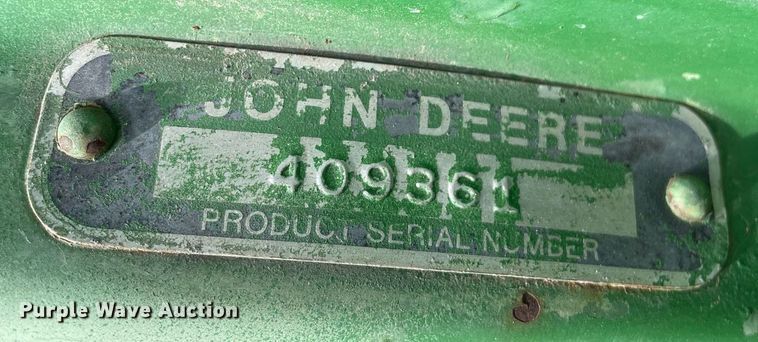 JOHN DEERE
409361
PRODUCT SERIAL NUMBER
Purple Wave Auction